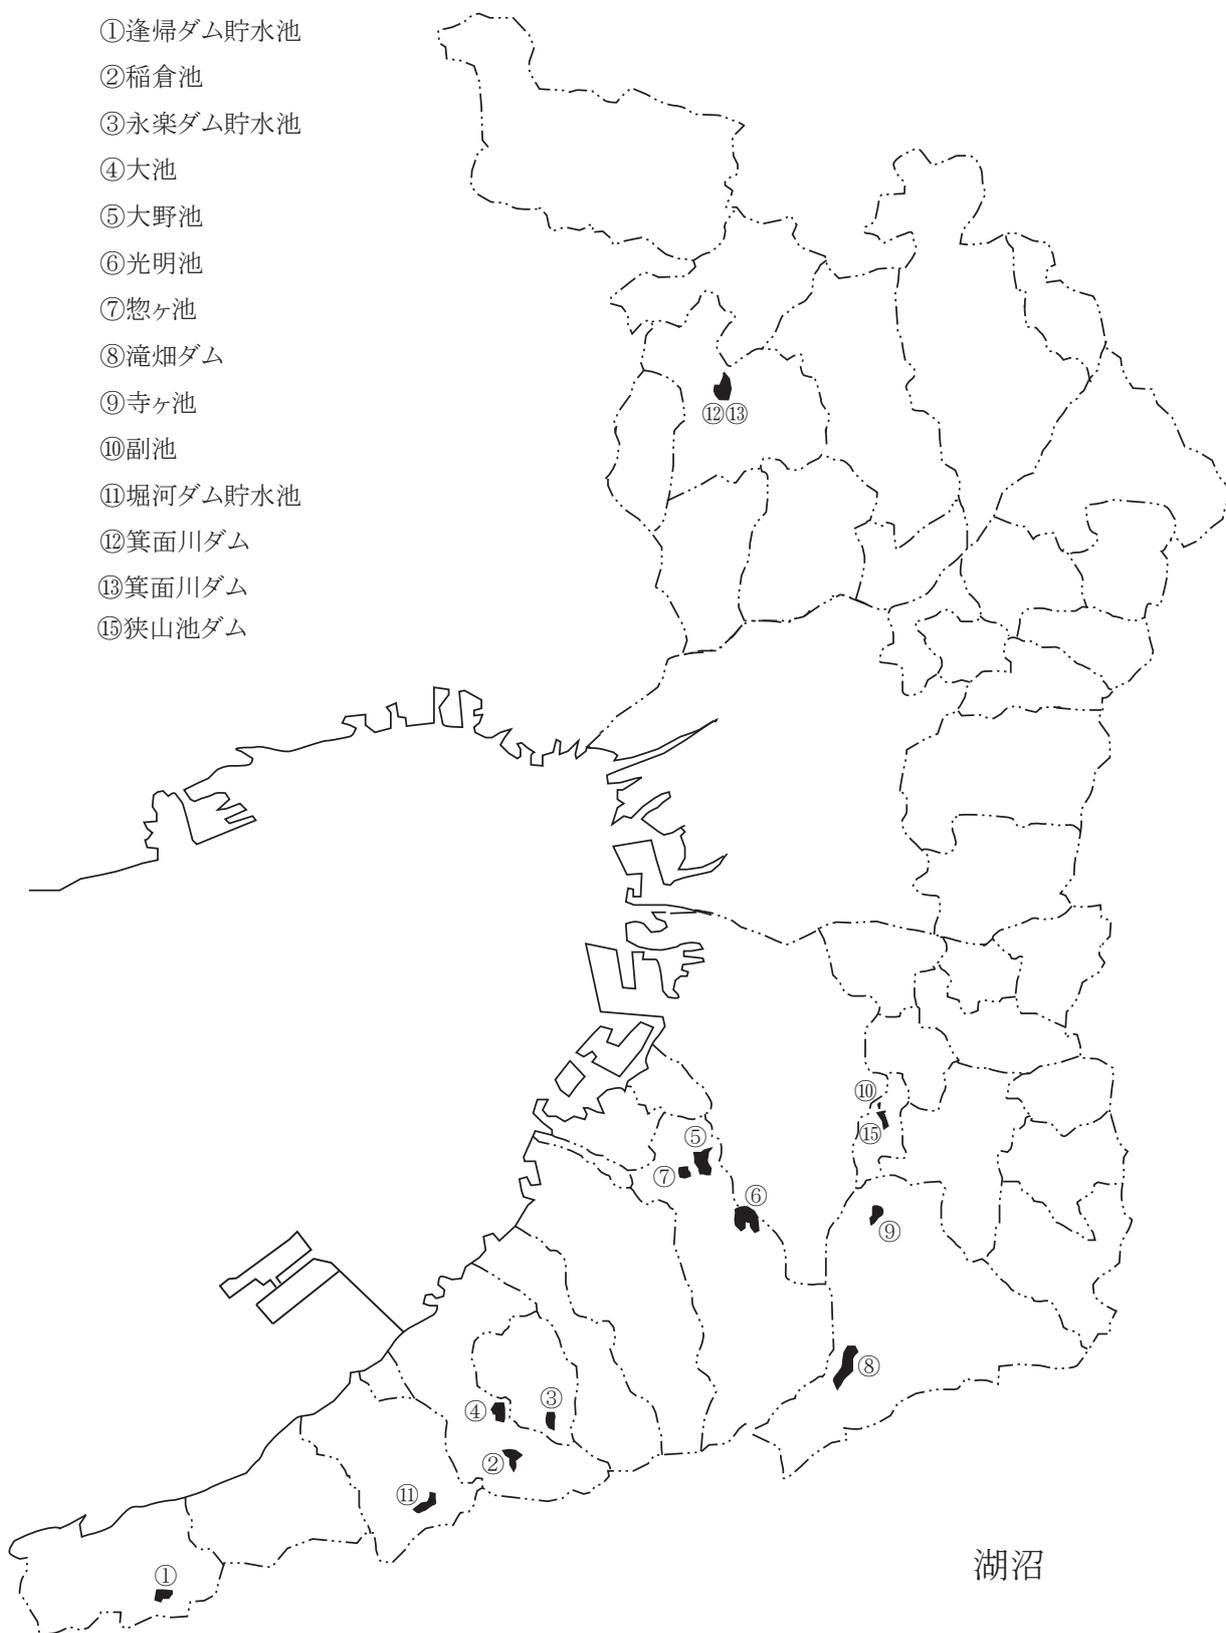 ①逢帰ダム貯水池
②稲倉池
③永楽ダム貯水池
④大池
⑤大野池
⑥光明池
⑦惣ヶ池
⑧滝畑ダム
⑨寺ヶ池
⑩副池
⑪堀河ダム貯水池
⑫箕面川ダム
⑬箕面川ダム
⑮狭山池ダム
⑫⑬
⑩
⑮
⑤
⑦
⑥
⑨
⑧
③
④
②
⑪
①
湖沼